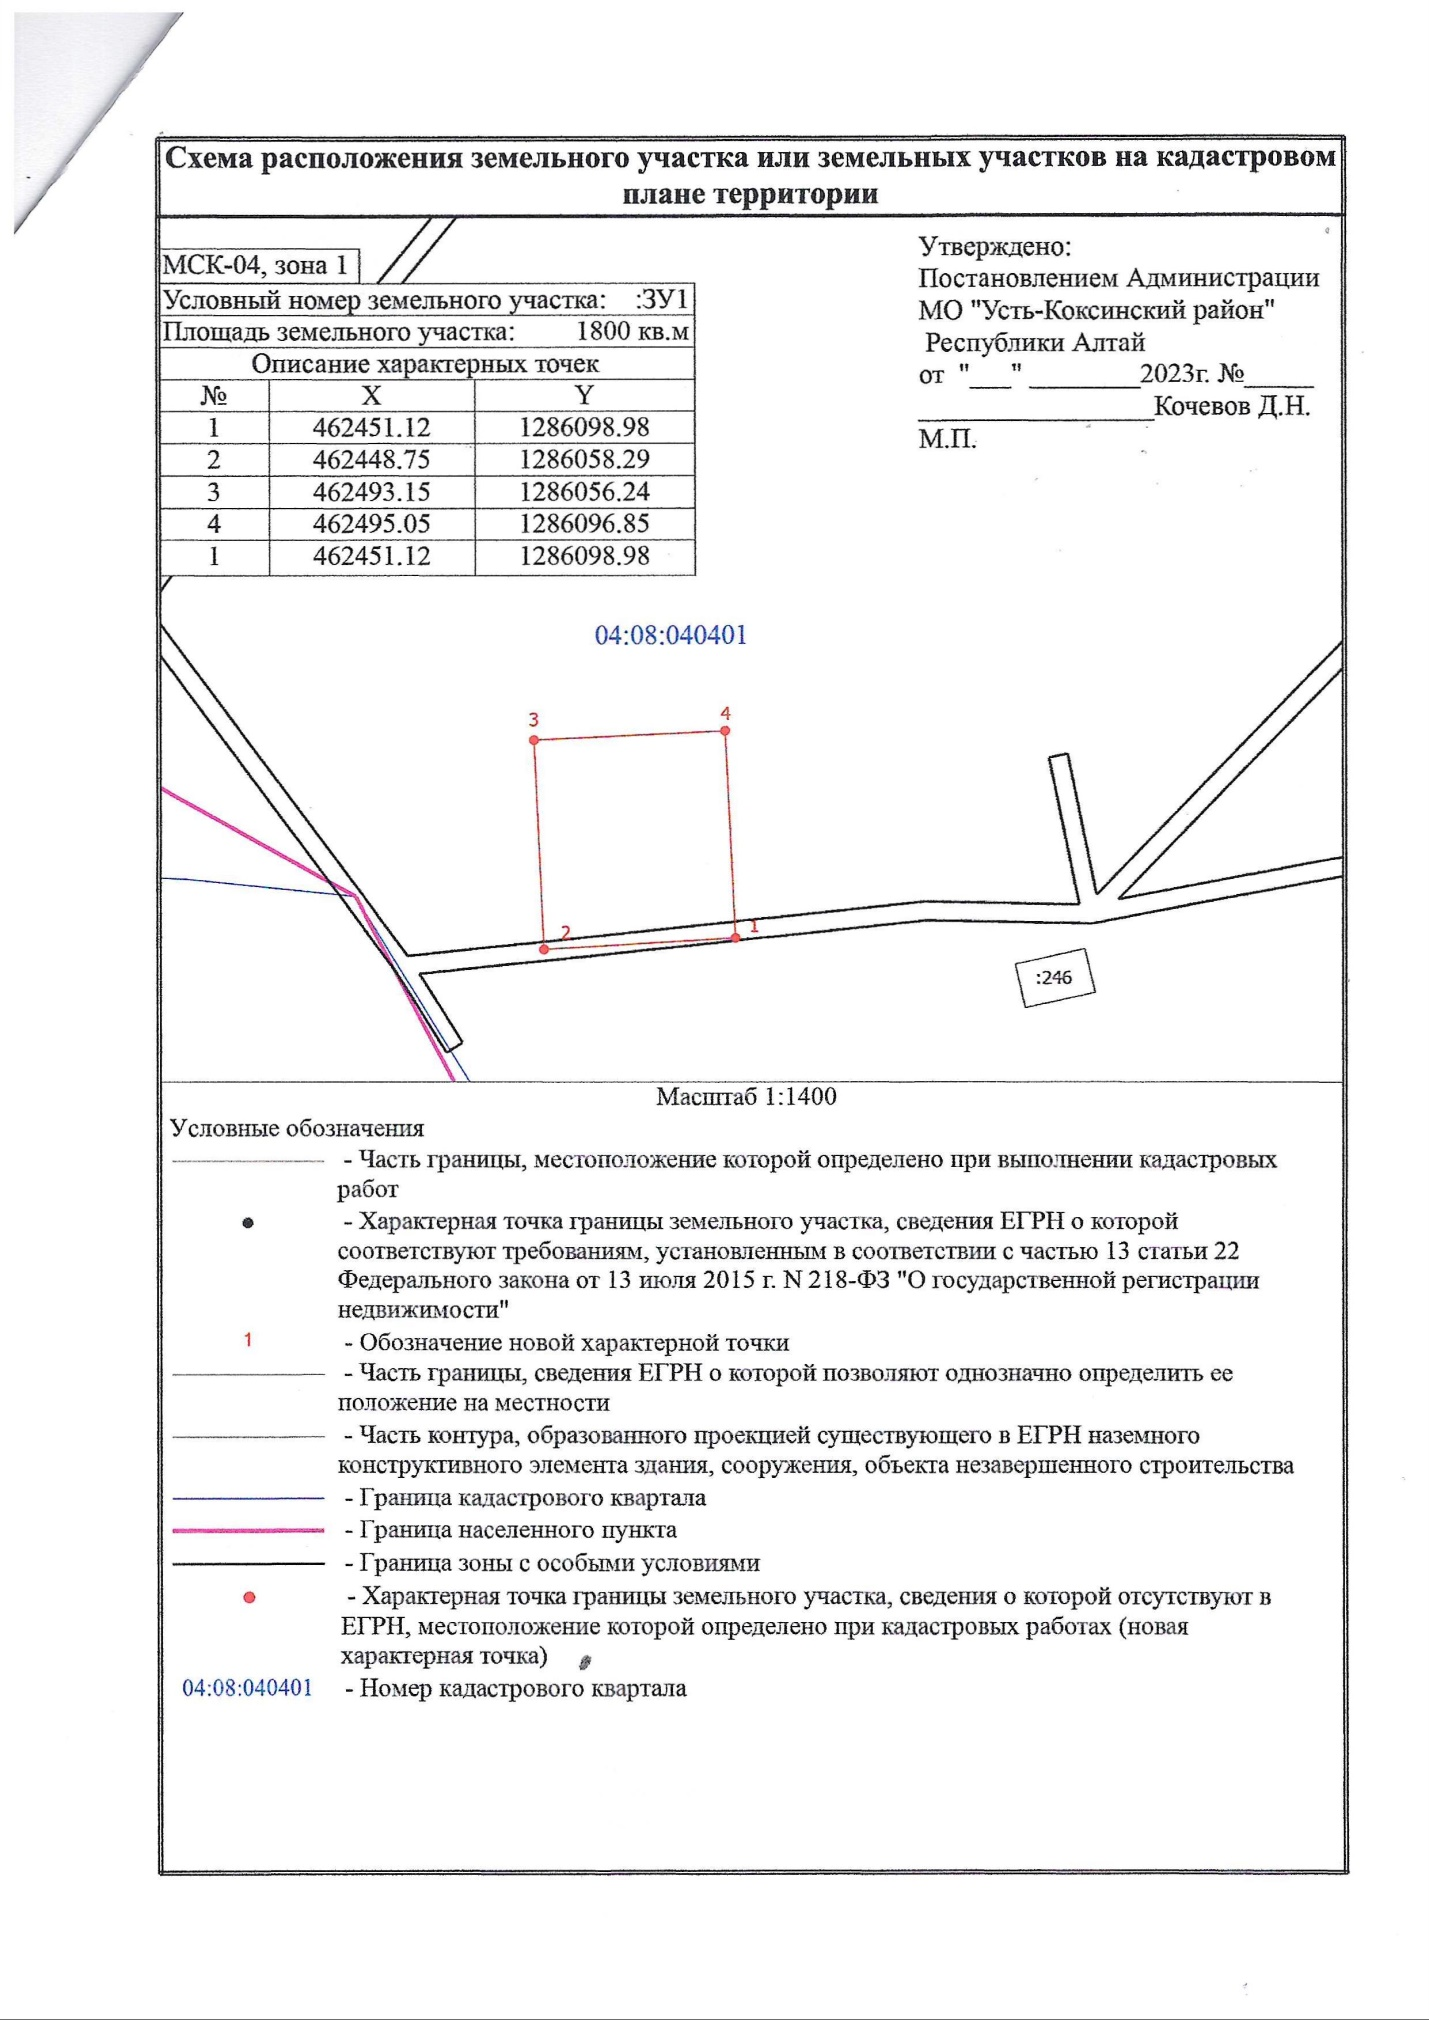 Схема расположения земельного участка или земельных участков на кадастровом
плане территории
МСК-04, зона 1
Условный номер земельного участка: :ЗУ1
Площадь земельного участка: 1800 кв.м
Описание характерных точек
№ X Y
1 462451.12 1286098.98
2 462448.75 1286058.29
3 462493.15 1286056.24
4 462495.05 1286096.85
1 462451.12 1286098.98
Утверждено:
Постановлением Администрации
МО "Усть-Коксинский район"
Республики Алтай
от "___" ________2023г. №_____
_________________Кочевов Д.Н.
М.П.
04:08:040401
3
4
2
1
:246
Масштаб 1:1400
Условные обозначения
- Часть границы, местоположение которой определено при выполнении кадастровых
работ
- Характерная точка границы земельного участка, сведения ЕГРН о которой
соответствуют требованиям, установленным в соответствии с частью 13 статьи 22
Федерального закона от 13 июля 2015 г. N 218-ФЗ "О государственной регистрации
недвижимости"
1 - Обозначение новой характерной точки
- Часть границы, сведения ЕГРН о которой позволяют однозначно определить ее
положение на местности
- Часть контура, образованного проекцией существующего в ЕГРН наземного
конструктивного элемента здания, сооружения, объекта незавершенного строительства
- Граница кадастрового квартала
- Граница населенного пункта
- Граница зоны с особыми условиями
- Характерная точка границы земельного участка, сведения о которой отсутствуют в
ЕГРН, местоположение которой определено при кадастровых работах (новая
характерная точка)
04:08:040401 - Номер кадастрового квартала